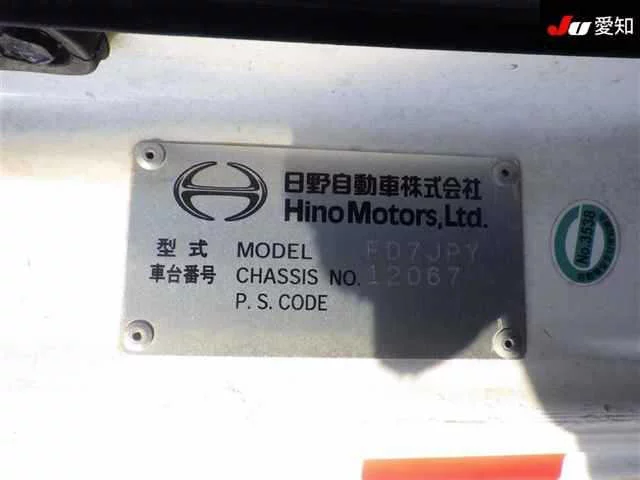 JU 愛知
日野自動車株式会社
Hino Motors, Ltd.
型式 MODEL FD7JPY
車台番号 CHASSIS NO. 12067
P. S. CODE
No.3538